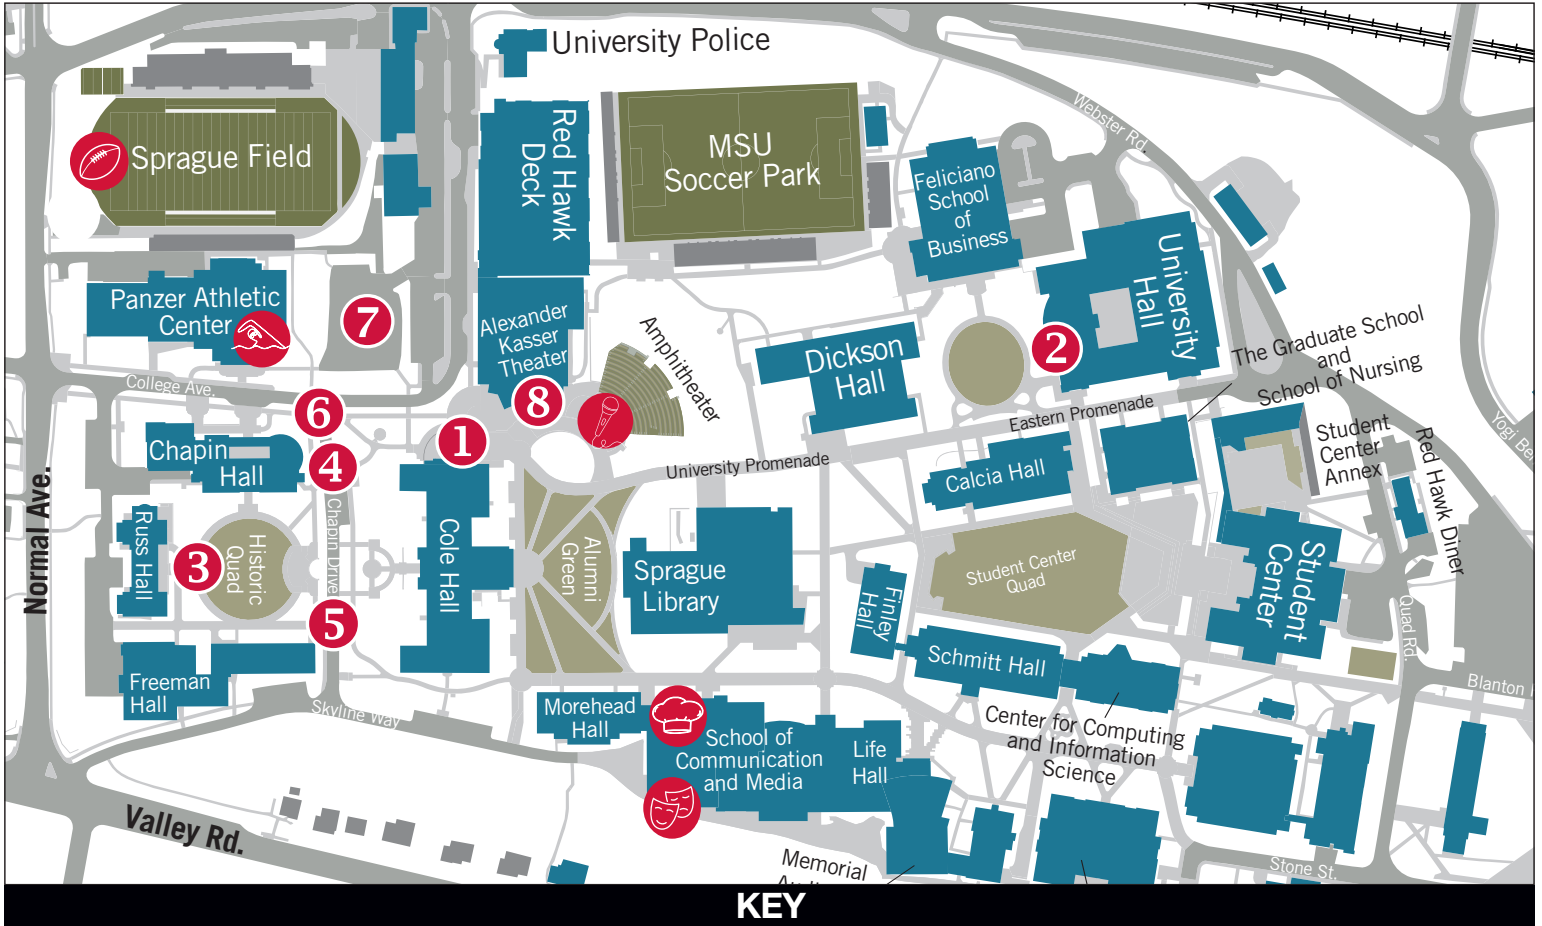 University Police
Sprague Field
Red Hawk
Deck
MSU
Soccer Park
Webster Rd.
Feliciano
School
of
Business
University
Hall
Panzer Athletic
Center
7
Alexander
Kasser
Theater
8
Amphitheater
Dickson
Hall
2
The Graduate School
and
School of Nursing
College Ave.
6
1
4
Chapin
Hall
Eastern Promenade
University Promenade
Calcia Hall
Student
Center
Annex
Red Hawk Diner
Normal Ave.
Russ Hall
3
Historic
Quad
Chapin Drive
5
Cole Hall
Alumni
Green
Sprague
Library
Finley
Hall
Student Center
Quad
Student
Center
Quad Rd.
Freeman
Hall
Skyline Way
Schmitt Hall
Blanton
Morehead
Hall
School of
Communication
and Media
Life
Hall
Center for Computing
and Information
Science
Valley Rd.
Memorial
Stone St.
KEY